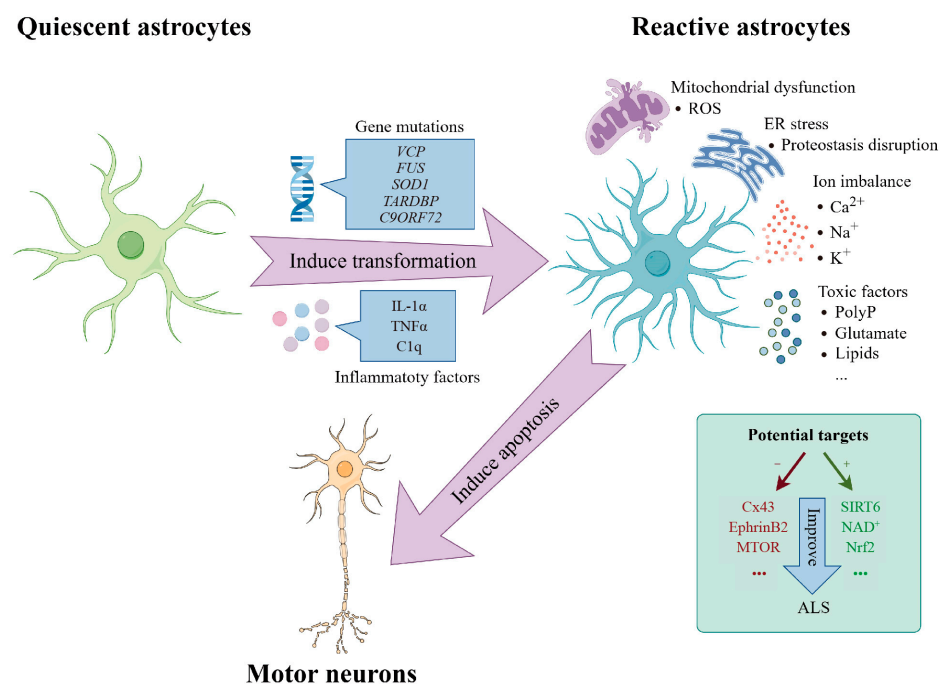 Quiescent astrocytes
Reactive astrocytes
Mitochondrial dysfunction
• ROS
ER stress
• Proteostasis disruption
Ion imbalance
• Ca²⁺
• Na⁺
• K⁺
Toxic factors
• PolyP
• Glutamate
• Lipids
...
Gene mutations
VCP
FUS
SOD1
TARDBP
C9ORF72
Induce transformation
IL-1α
TNFα
C1q
Inflammatoty factors
Induce apoptosis
Motor neurons
Potential targets
− +
Cx43
EphrinB2
MTOR
•••
Improve
SIRT6
NAD⁺
Nrf2
•••
ALS